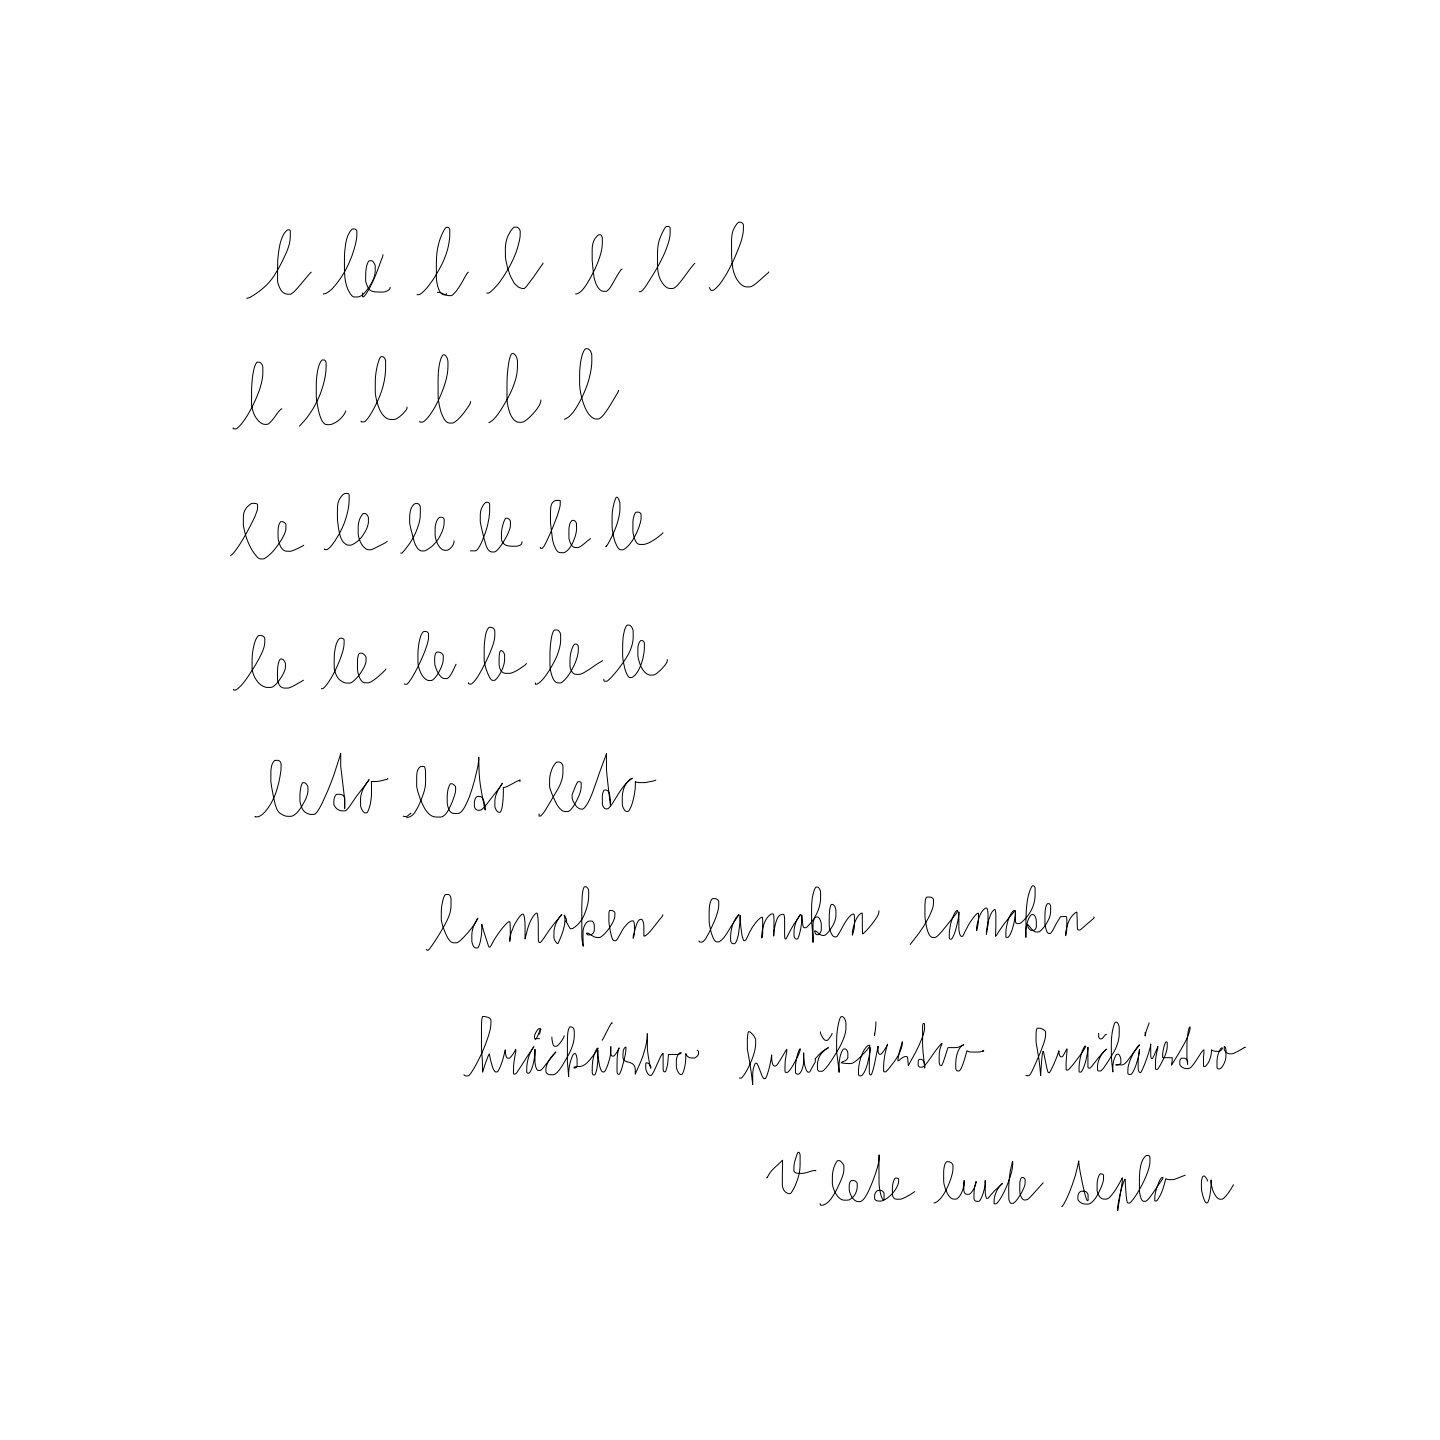 l le l l l l l
l l l l l l
le le le le le le
le le le le le le
leto leto leto
lamoken lamoken lamoken
hračkárstvo hračkárstvo hračkárstvo
V lete bude teplo a